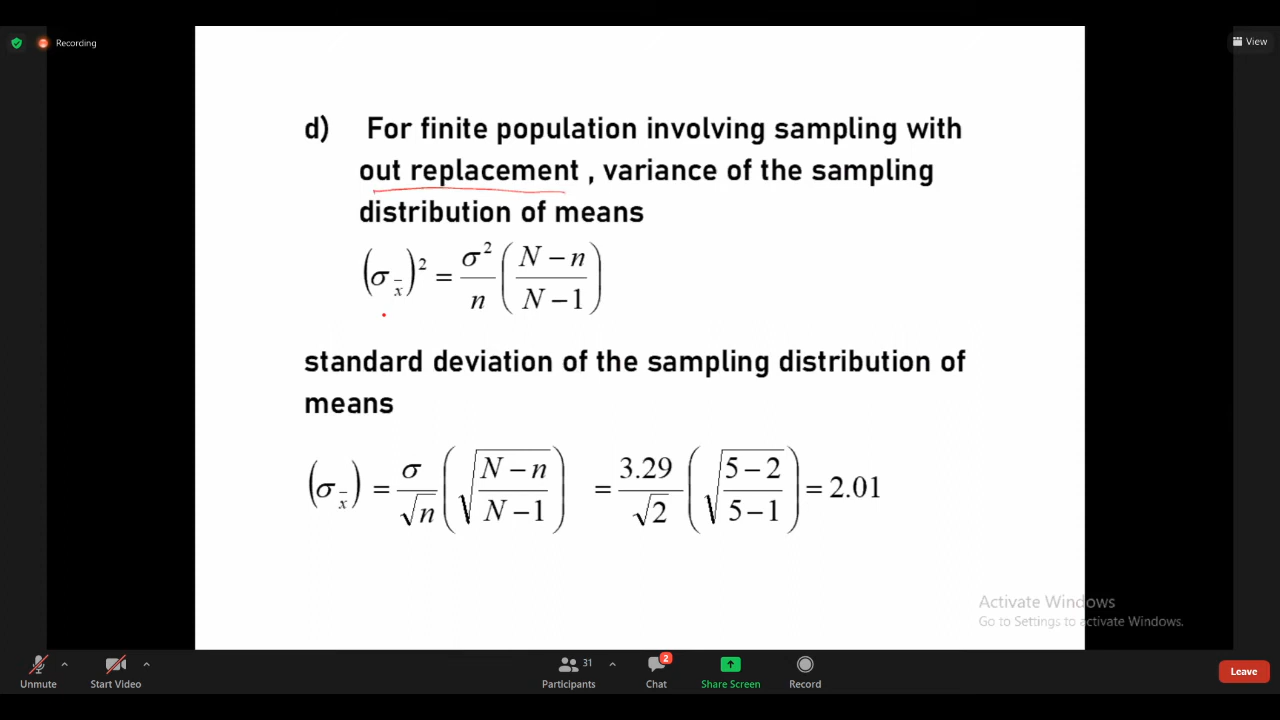 Recording
View
d) For finite population involving sampling with
out replacement , variance of the sampling
distribution of means
(σ_x̄)² = σ²/n ((N − n)/(N − 1))
standard deviation of the sampling distribution of
means
(σ_x̄) = σ/√n (√((N − n)/(N − 1))) = 3.29/√2 (√((5 − 2)/(5 − 1))) = 2.01
Activate Windows
Go to Settings to activate Windows.
31
2
Unmute
Start Video
Participants
Chat
Share Screen
Record
Leave